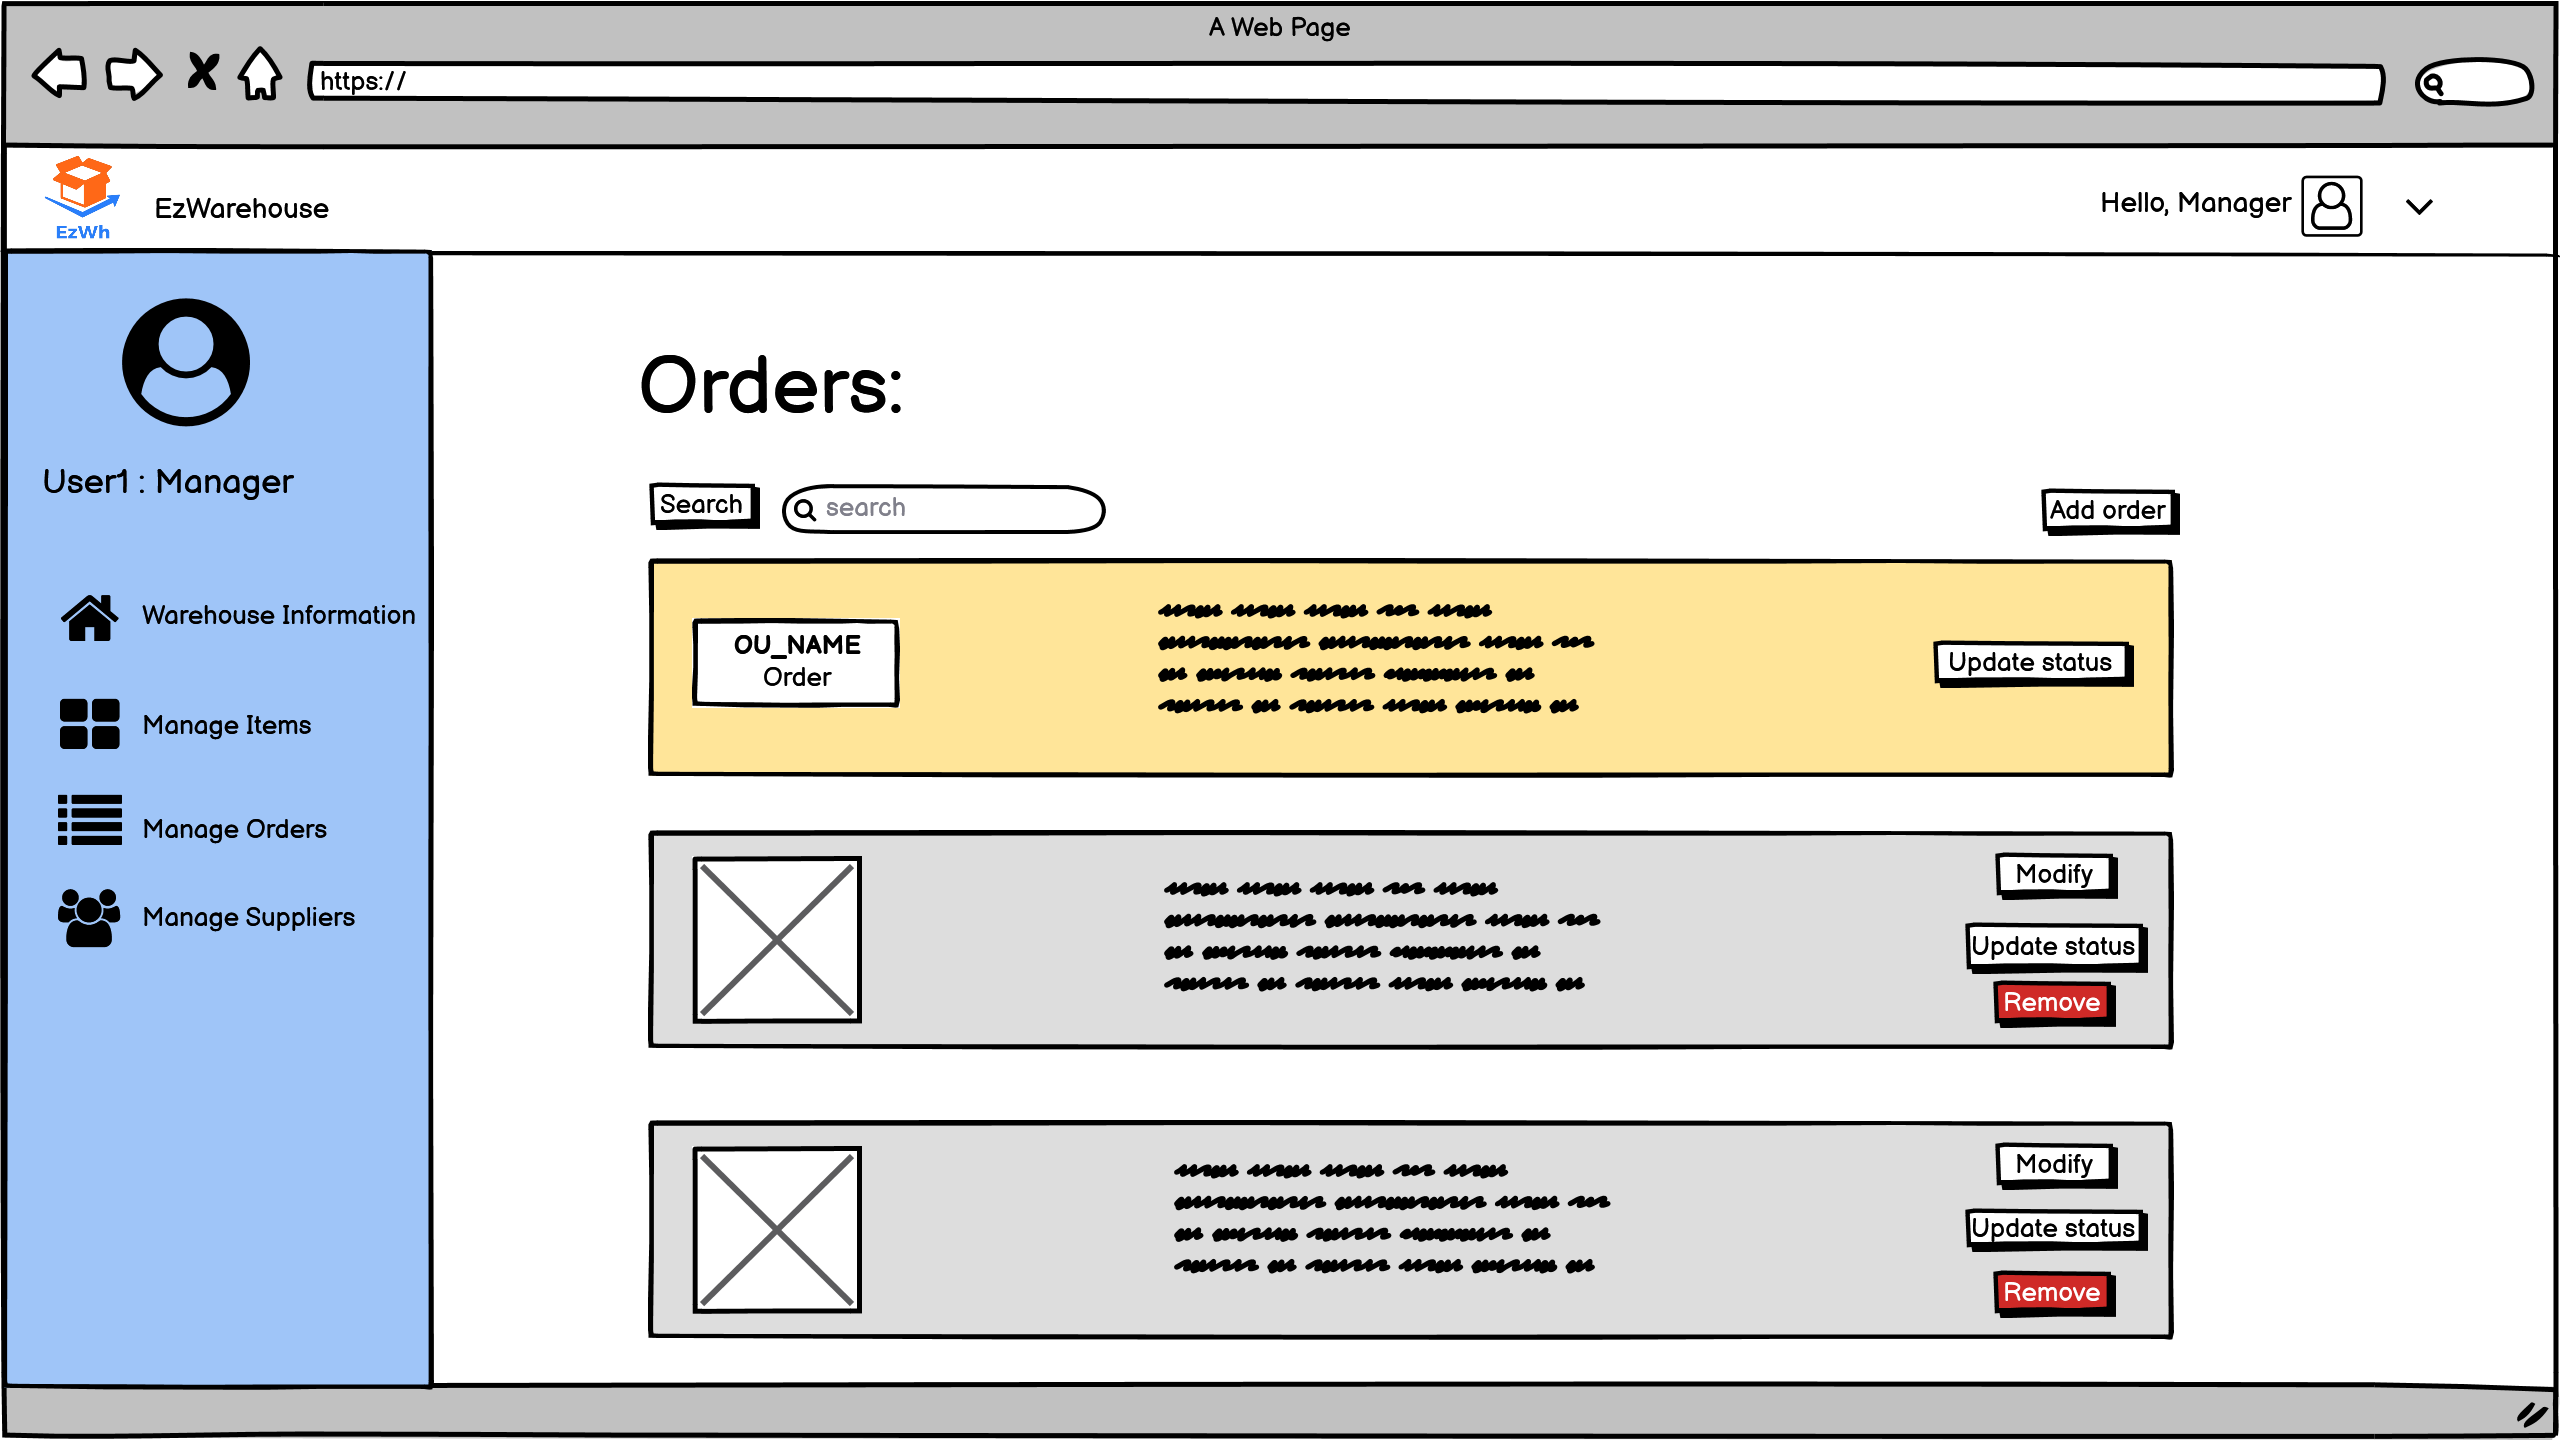 A Web Page
https://
EzWh
EzWarehouse
Hello, Manager
User1 : Manager
Warehouse Information
Manage Items
Manage Orders
Manage Suppliers
Orders:
Search
search
Add order
OU_NAME
Order
Update status
Modify
Update status
Remove
Modify
Update status
Remove